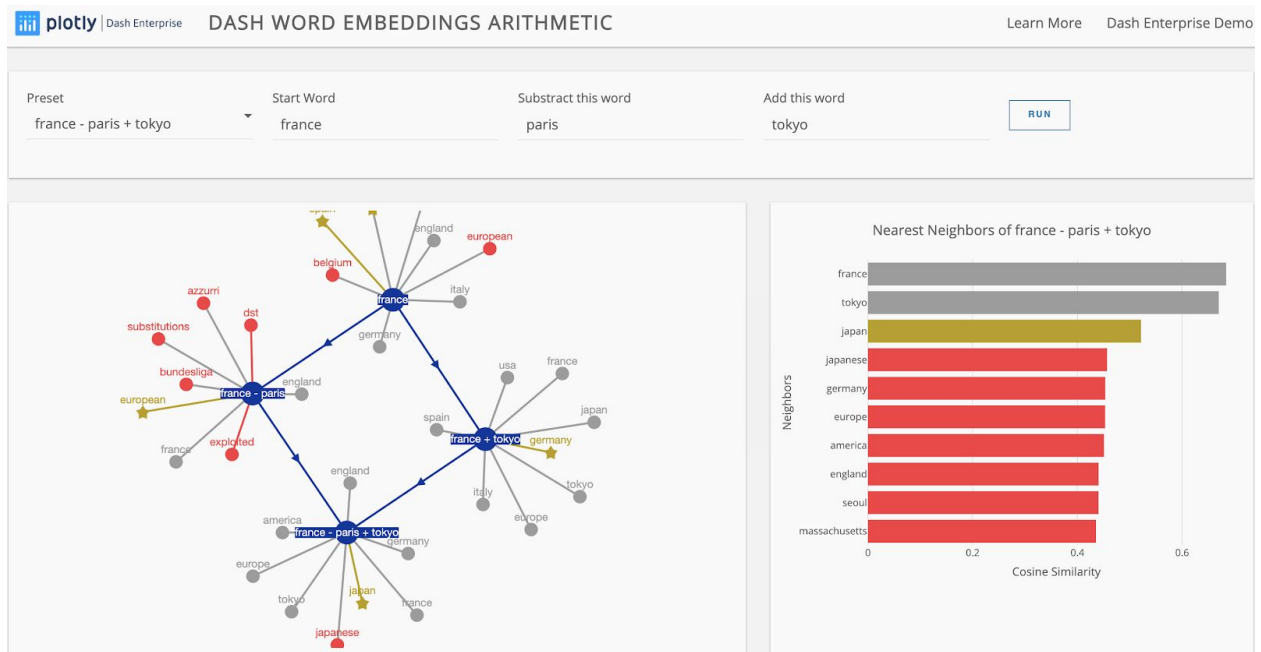 plotly | Dash Enterprise DASH WORD EMBEDDINGS ARITHMETIC Learn More Dash Enterprise Demo
Preset Start Word Substract this word Add this word
france - paris + tokyo france paris tokyo RUN
england
european
belgium
france
italy
germany
azzurri
dst
substitutions
bundesliga
england
european
france - paris
france
exploited
usa
france
spain
japan
france + tokyo
germany
italy
tokyo
europe
england
america
france - paris + tokyo
germany
europe
japan
tokyo
france
japanese
Nearest Neighbors of france - paris + tokyo
Neighbors
france
tokyo
japan
japanese
germany
europe
america
england
seoul
massachusetts
0 0.2 0.4 0.6
Cosine Similarity